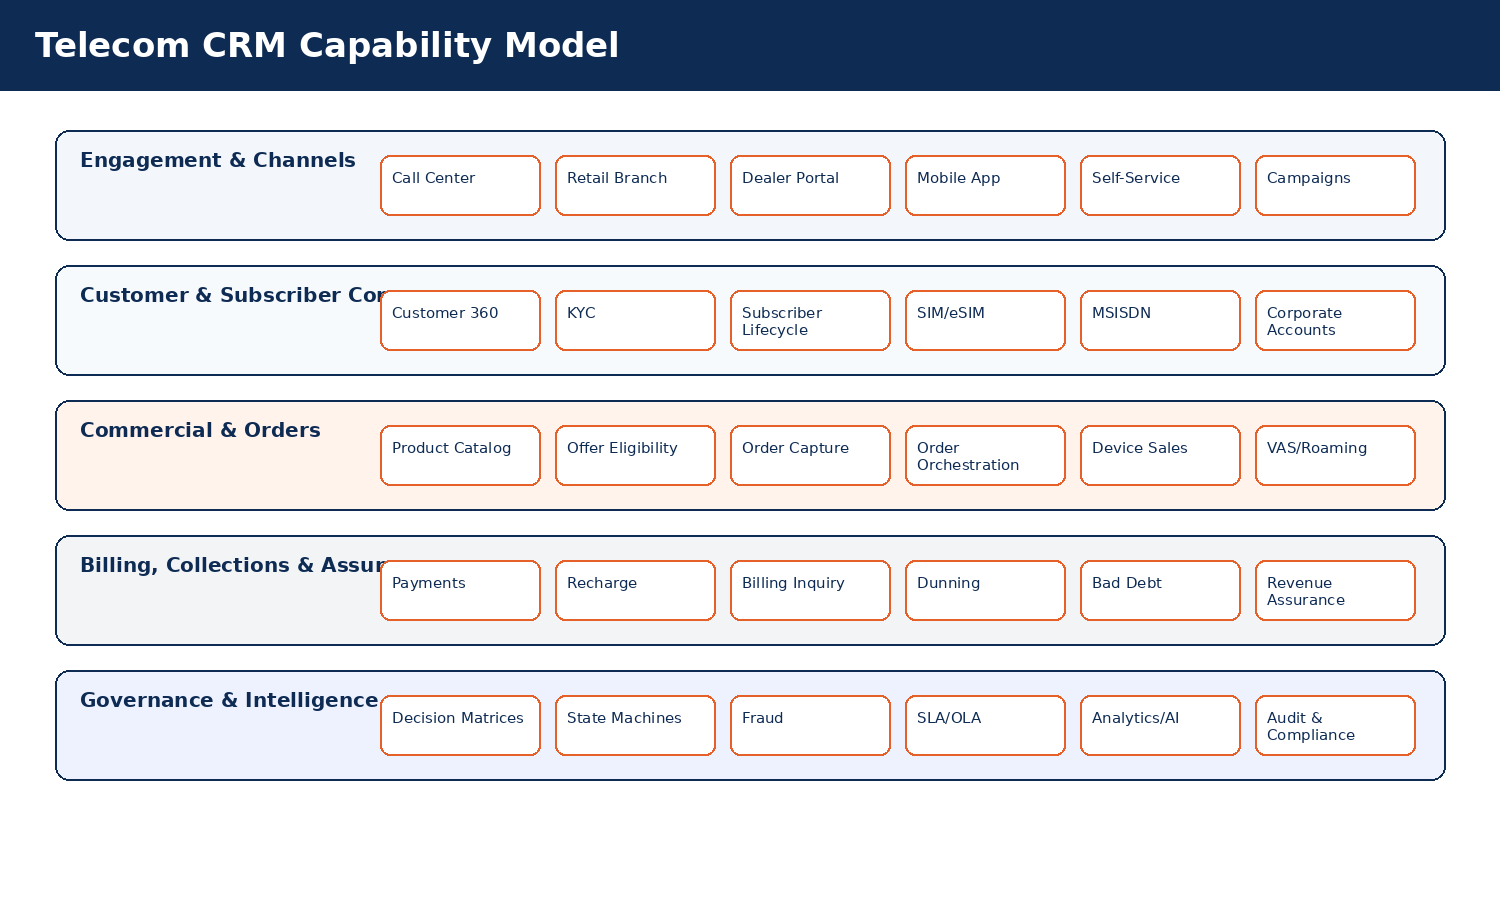 Telecom CRM Capability Model
Engagement & Channels
Call Center
Retail Branch
Dealer Portal
Mobile App
Self-Service
Campaigns
Customer & Subscriber
Customer 360
KYC
Subscriber
Lifecycle
SIM/eSIM
MSISDN
Corporate
Accounts
Commercial & Orders
Product Catalog
Offer Eligibility
Order Capture
Order
Orchestration
Device Sales
VAS/Roaming
Billing, Collections &
Payments
Recharge
Billing Inquiry
Dunning
Bad Debt
Revenue
Assurance
Governance & Intelligence
Decision Matrices
State Machines
Fraud
SLA/OLA
Analytics/AI
Audit &
Compliance